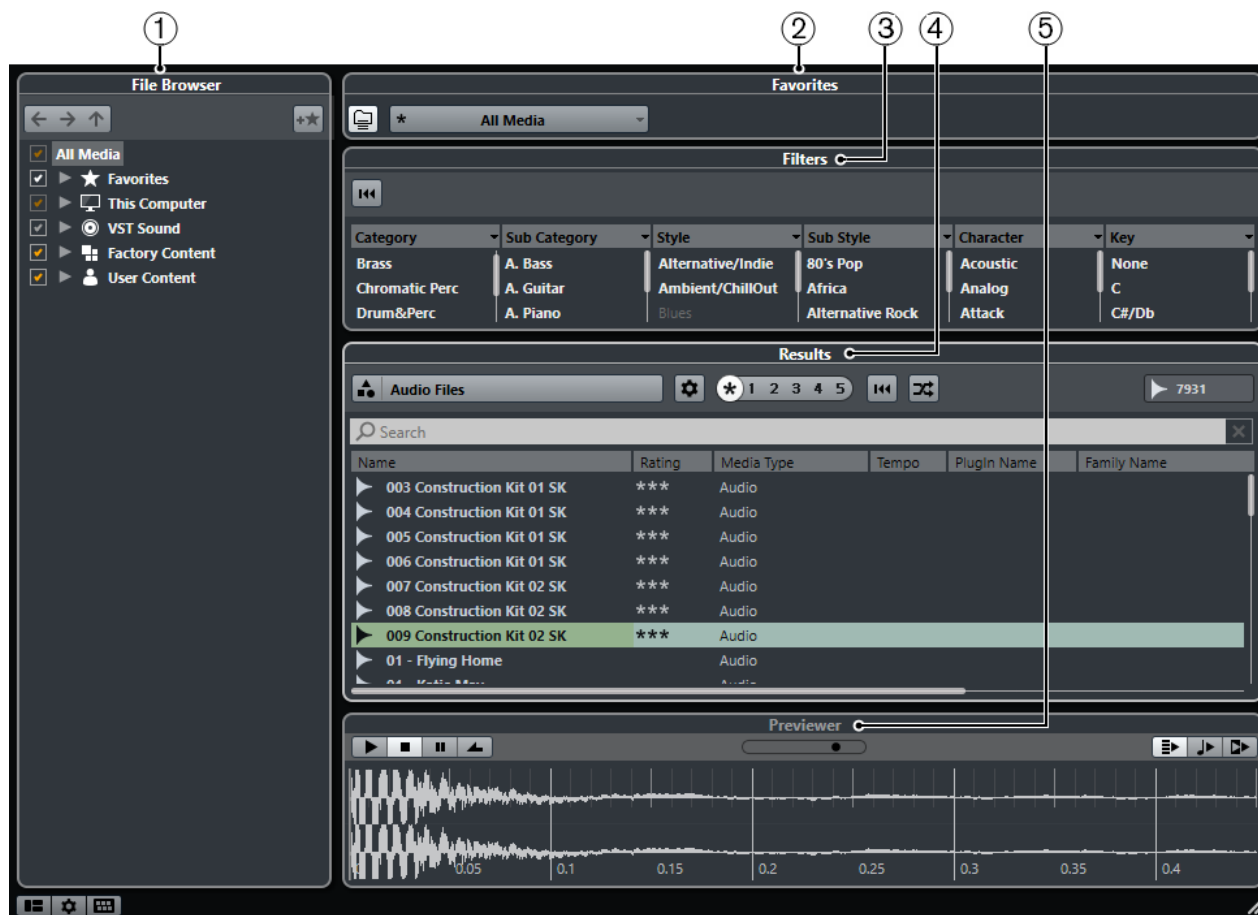 1 2 3 4 5
File Browser
All Media
Favorites
This Computer
VST Sound
Factory Content
User Content
Favorites
* All Media
Filters
Category Sub Category Style Sub Style Character Key
Brass A. Bass Alternative/Indie 80's Pop Acoustic None
Chromatic Perc A. Guitar Ambient/ChillOut Africa Analog C
Drum&Perc A. Piano Blues Alternative Rock Attack C#/Db
Results
Audio Files * 1 2 3 4 5 7931
Search
Name Rating Media Type Tempo PlugIn Name Family Name
003 Construction Kit 01 SK *** Audio
004 Construction Kit 01 SK *** Audio
005 Construction Kit 01 SK *** Audio
006 Construction Kit 01 SK *** Audio
007 Construction Kit 02 SK *** Audio
008 Construction Kit 02 SK *** Audio
009 Construction Kit 02 SK *** Audio
01 - Flying Home Audio
Previewer
0.05 0.1 0.15 0.2 0.25 0.3 0.35 0.4